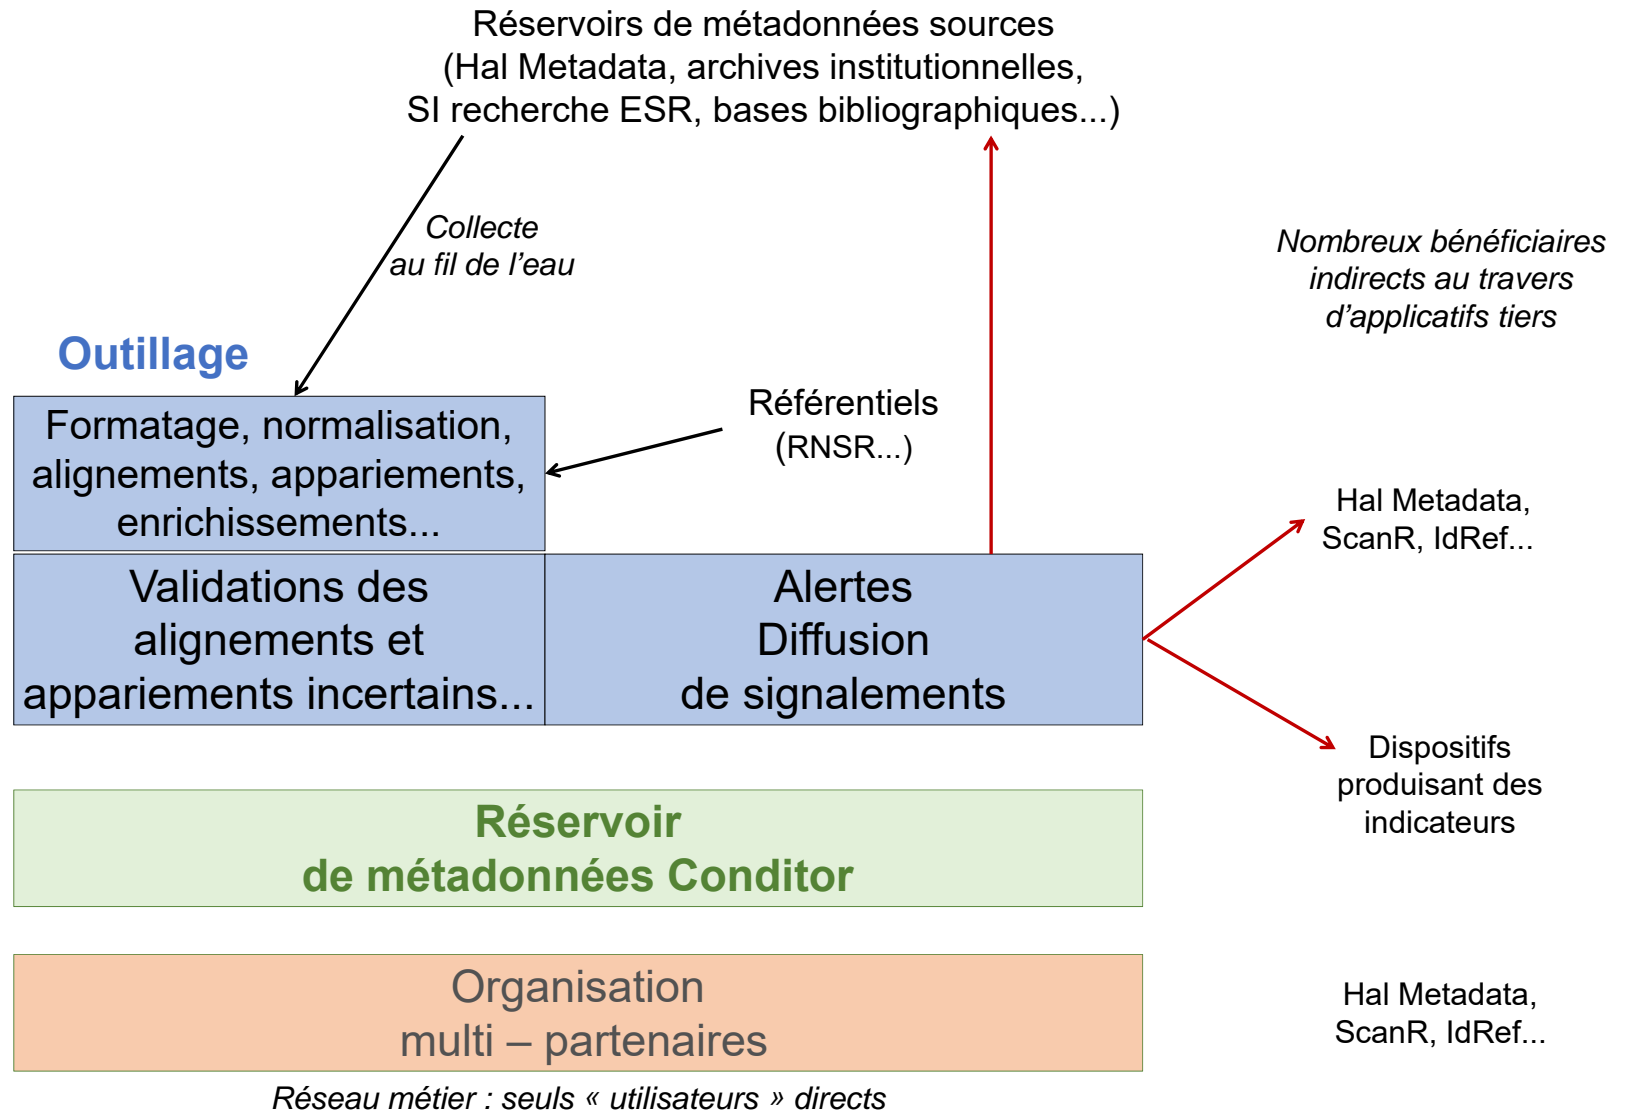 Réservoirs de métadonnées sources
(Hal Metadata, archives institutionnelles,
SI recherche ESR, bases bibliographiques...)
Collecte
au fil de l’eau
Nombreux bénéficiaires
indirects au travers
d’applicatifs tiers
Outillage
Formatage, normalisation,
alignements, appariements,
enrichissements...
Référentiels
(RNSR...)
Hal Metadata,
ScanR, IdRef...
Validations des
alignements et
appariements incertains...
Alertes
Diffusion
de signalements
Dispositifs
produisant des
indicateurs
Réservoir
de métadonnées Conditor
Organisation
multi – partenaires
Hal Metadata,
ScanR, IdRef...
Réseau métier : seuls « utilisateurs » directs